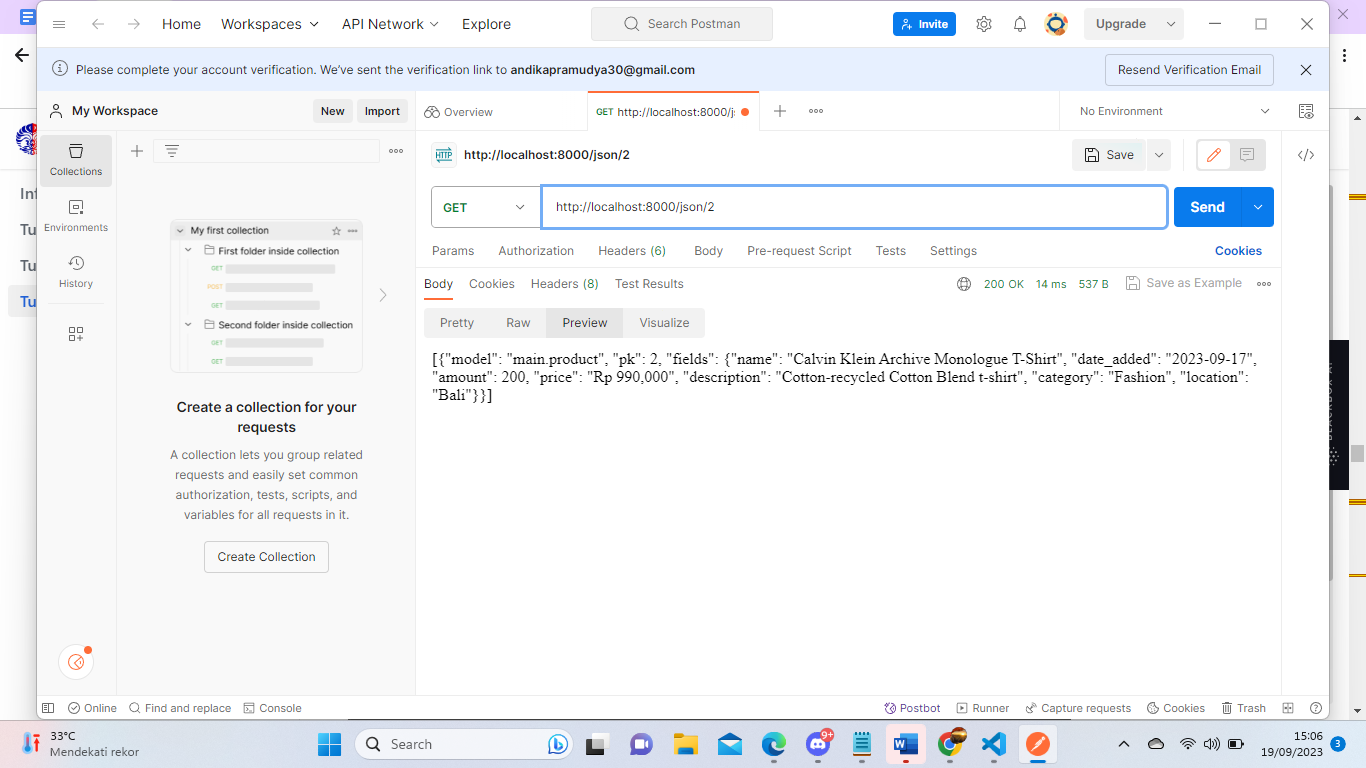 Home
Workspaces
API Network
Explore
Search Postman
Invite
Upgrade
Please complete your account verification. We've sent the verification link to andikapramudya30@gmail.com
Resend Verification Email
My Workspace
New
Import
Overview
GET http://localhost:8000/js
No Environment
Collections
Environments
History
HTTP
http://localhost:8000/json/2
Save
GET
http://localhost:8000/json/2
Send
Params
Authorization
Headers (6)
Body
Pre-request Script
Tests
Settings
Cookies
Body
Cookies
Headers (8)
Test Results
200 OK
14 ms
537 B
Save as Example
Pretty
Raw
Preview
Visualize
[{"model": "main.product", "pk": 2, "fields": {"name": "Calvin Klein Archive Monologue T-Shirt", "date_added": "2023-09-17",
"amount": 200, "price": "Rp 990,000", "description": "Cotton-recycled Cotton Blend t-shirt", "category": "Fashion", "location":
"Bali"}}]
My first collection
First folder inside collection
GET
POST
GET
Second folder inside collection
GET
GET
Create a collection for your
requests
A collection lets you group related
requests and easily set common
authorization, tests, scripts, and
variables for all requests in it.
Create Collection
Inf
Tu
Tu
Tu
Online
Find and replace
Console
Postbot
Runner
Capture requests
Cookies
Trash
33°C
Mendekati rekor
Search
9+
15:06
19/09/2023
3